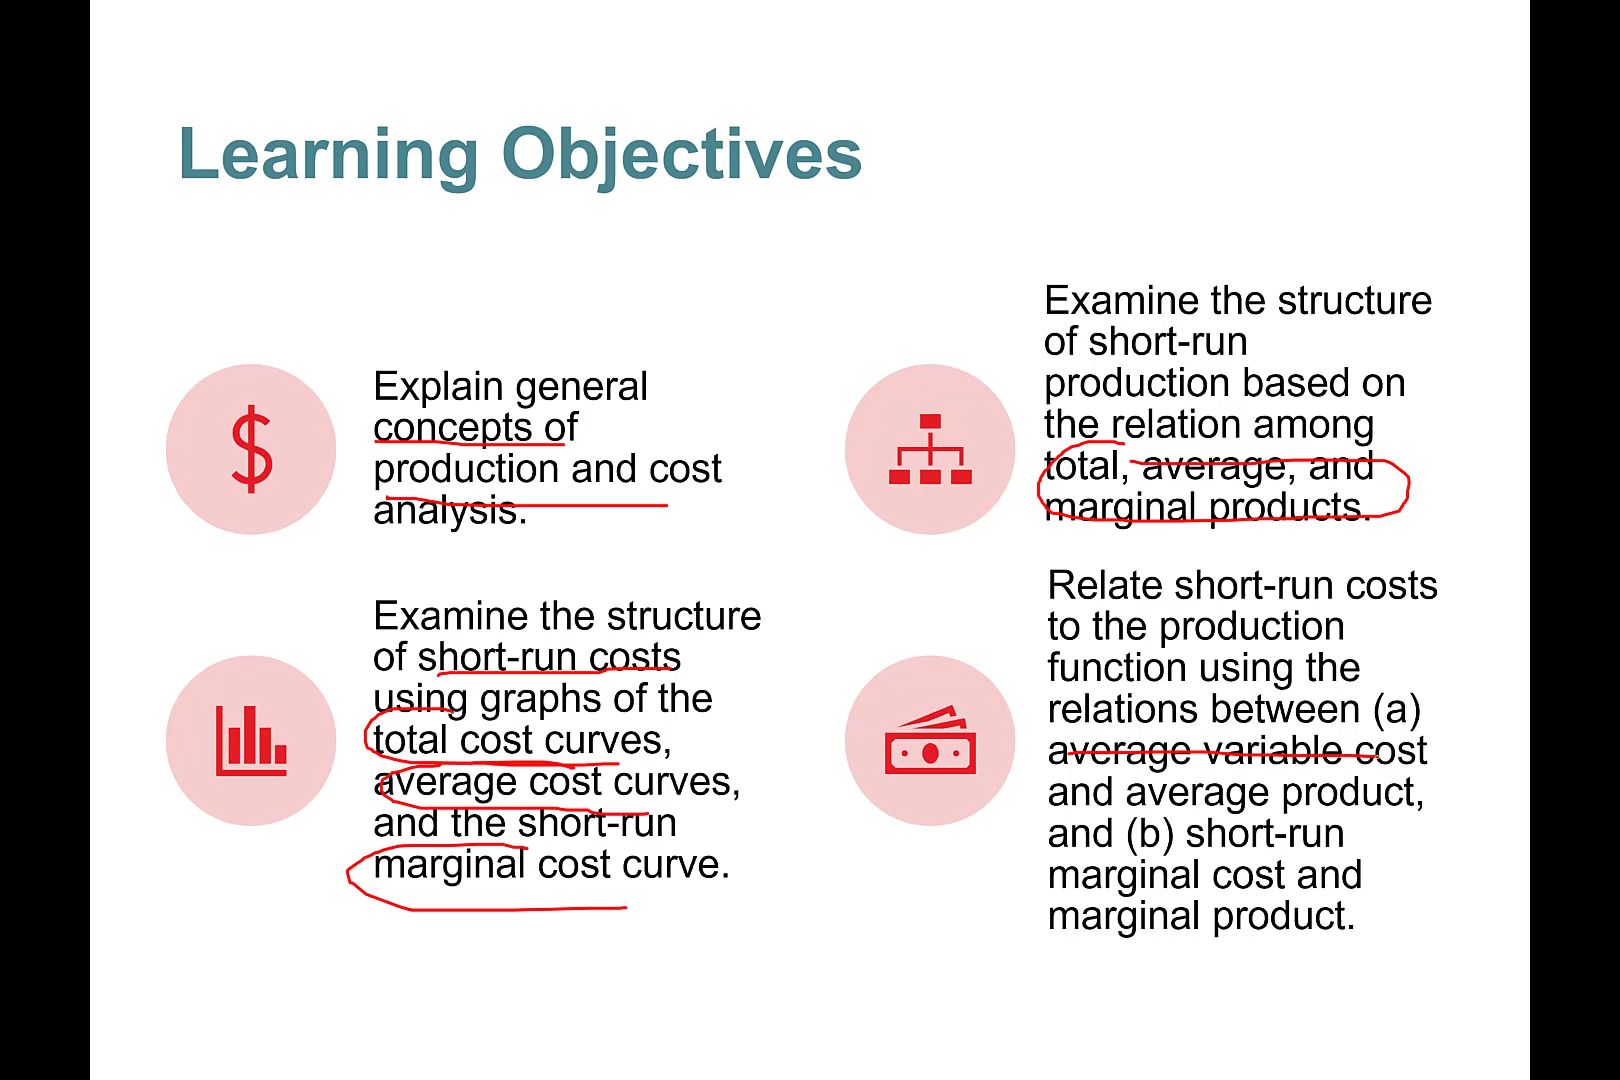 Learning Objectives
Explain general
concepts of
production and cost
analysis.
Examine the structure
of short-run
production based on
the relation among
total, average, and
marginal products.
Examine the structure
of short-run costs
using graphs of the
total cost curves,
average cost curves,
and the short-run
marginal cost curve.
Relate short-run costs
to the production
function using the
relations between (a)
average variable cost
and average product,
and (b) short-run
marginal cost and
marginal product.